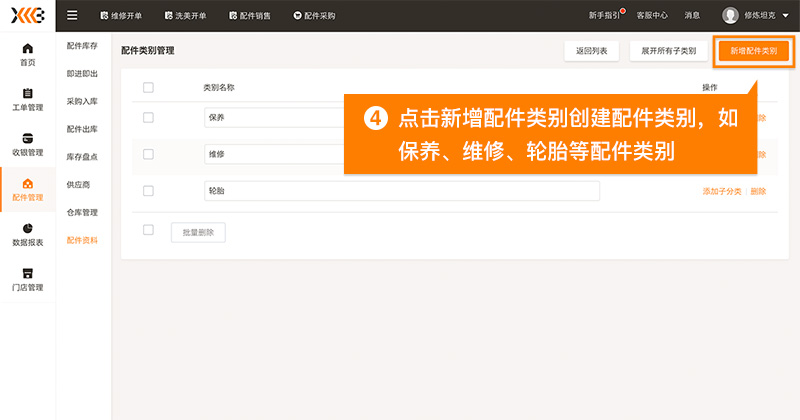 维修开单
洗美开单
配件销售
配件采购
新手指引
客服中心
消息
修炼坦克
首页
工单管理
收银管理
配件管理
数据报表
门店管理
配件库存
即进即出
采购入库
配件出库
库存盘点
供应商
仓库管理
配件资料
配件类别管理
返回列表
展开所有子类别
新增配件类别
类别名称
操作
保养
维修
轮胎
添加子分类 | 删除
批量删除
4 点击新增配件类别创建配件类别，如
保养、维修、轮胎等配件类别